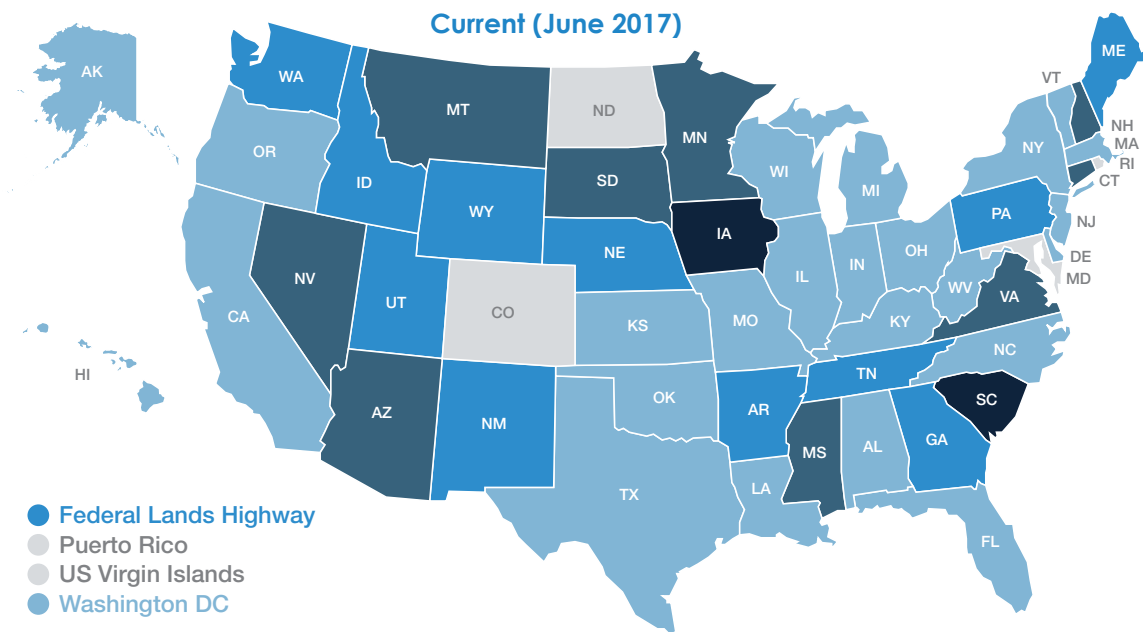 Current (June 2017)
AK
WA
MT
ND
MN
VT
ME
OR
ID
SD
WI
MI
NY
NH
MA
RI
CT
WY
IA
PA
NJ
NE
NV
UT
CO
IL
IN
OH
DE
MD
CA
KS
MO
KY
WV
VA
HI
AZ
NM
OK
AR
TN
NC
SC
TX
LA
MS
AL
GA
FL
Federal Lands Highway
Puerto Rico
US Virgin Islands
Washington DC